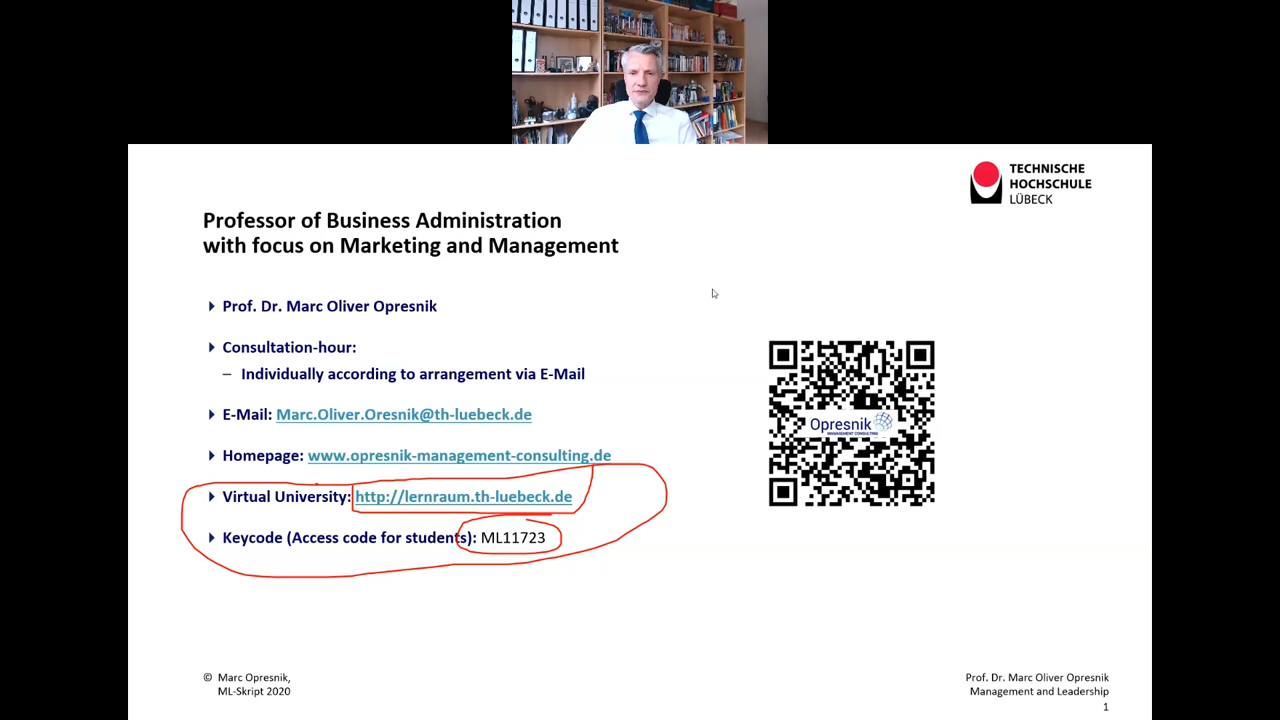 TECHNISCHE
HOCHSCHULE
LÜBECK
Professor of Business Administration
with focus on Marketing and Management
Prof. Dr. Marc Oliver Opresnik
Consultation-hour:
– Individually according to arrangement via E-Mail
E-Mail: Marc.Oliver.Oresnik@th-luebeck.de
Homepage: www.opresnik-management-consulting.de
Virtual University: http://lernraum.th-luebeck.de
Keycode (Access code for students): ML11723
Opresnik
MANAGEMENT CONSULTING
© Marc Opresnik,
ML-Skript 2020
Prof. Dr. Marc Oliver Opresnik
Management and Leadership
1